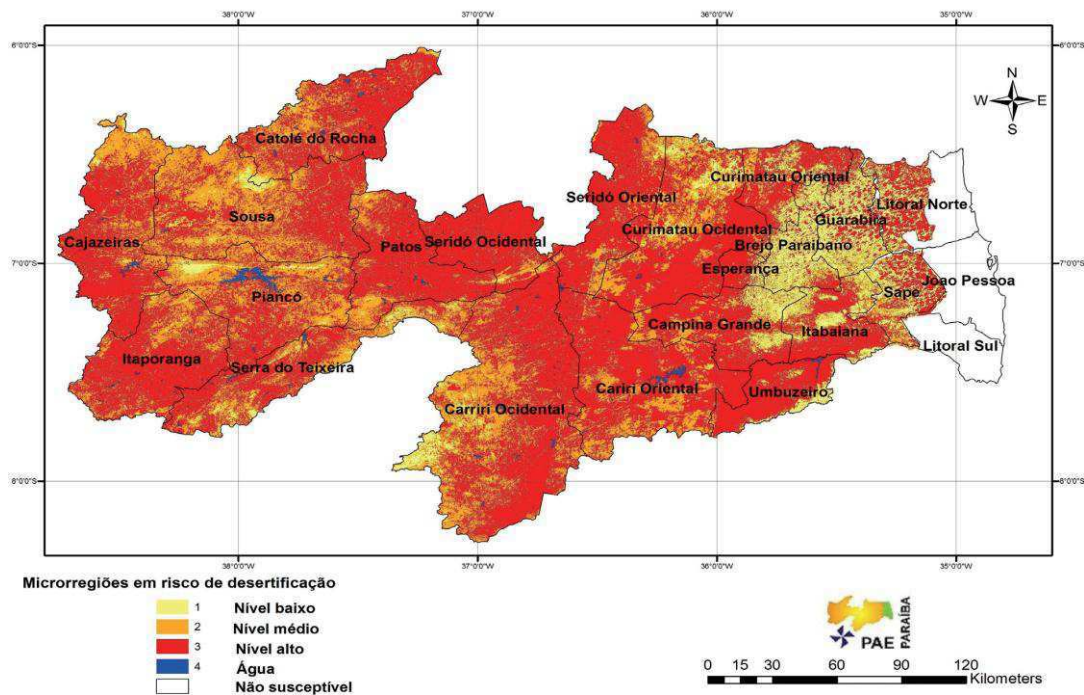 38°0'0"W 37°0'0"W 36°0'0"W 35°0'0"W
6°0'0"S 6°0'0"S
N
W E
S
Catolé do Rocha
Curimatau Oriental
Seridó Oriental
Litoral Norte
Sousa
Guarabira
Curimatau Ocidental
Cajazeiras
Patos
Seridó Ocidental
Brejo Paraibano
7°0'0"S 7°0'0"S
Esperança
João Pessoa
Piancó
Sapé
Campina Grande
Itabaiana
Litoral Sul
Itaporanga
Serra do Teixeira
Cariri Oriental
Umbuzeiro
Carriri Ocidental
8°0'0"S 8°0'0"S
38°0'0"W 37°0'0"W 36°0'0"W 35°0'0"W
Microrregiões em risco de desertificação
1 Nível baixo
2 Nível médio
3 Nível alto
4 Água
Não susceptível
PAE
PARAÍBA
0 15 30 60 90 120
Kilometers